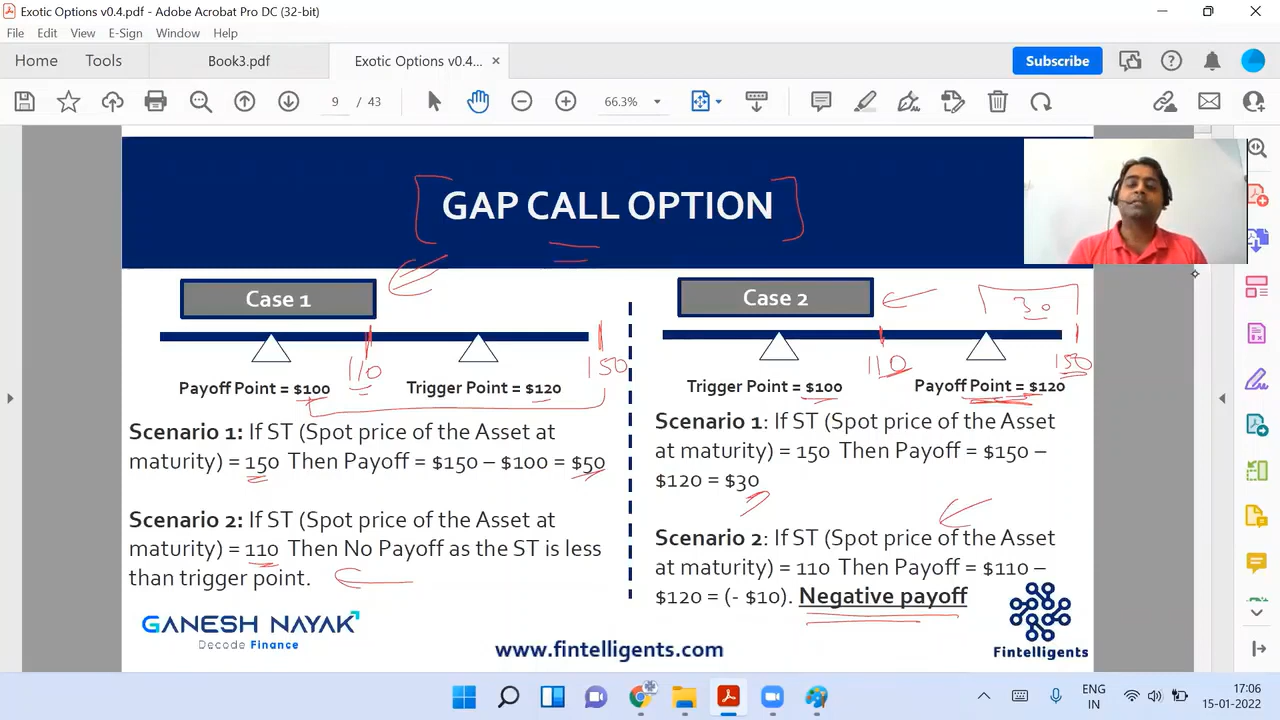 Exotic Options v0.4.pdf - Adobe Acrobat Pro DC (32-bit)
File Edit View E-Sign Window Help
Home Tools Book3.pdf Exotic Options v0.4... × Subscribe
9 / 43 66.3%
GAP CALL OPTION
Case 1
110
150
Payoff Point = $100
Trigger Point = $120
Scenario 1: If ST (Spot price of the Asset at
maturity) = 150 Then Payoff = $150 – $100 = $50
Scenario 2: If ST (Spot price of the Asset at
maturity) = 110 Then No Payoff as the ST is less
than trigger point.
Case 2
30
110
150
Trigger Point = $100
Payoff Point = $120
Scenario 1: If ST (Spot price of the Asset
at maturity) = 150 Then Payoff = $150 –
$120 = $30
Scenario 2: If ST (Spot price of the Asset
at maturity) = 110 Then Payoff = $110 –
$120 = (- $10). Negative payoff
GANESH NAYAK
Decode Finance
www.fintelligents.com
Fintelligents
ENG
IN
17:06
15-01-2022